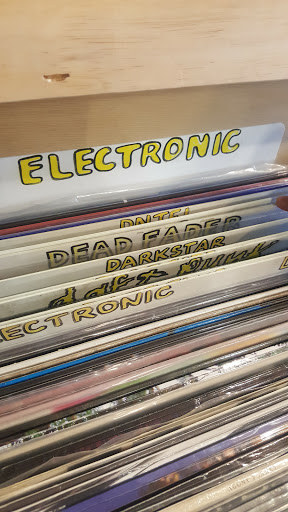 ELECTRONIC
DNTEL
DEAD FADER
DARKSTAR
daft punk
ELECTRONIC